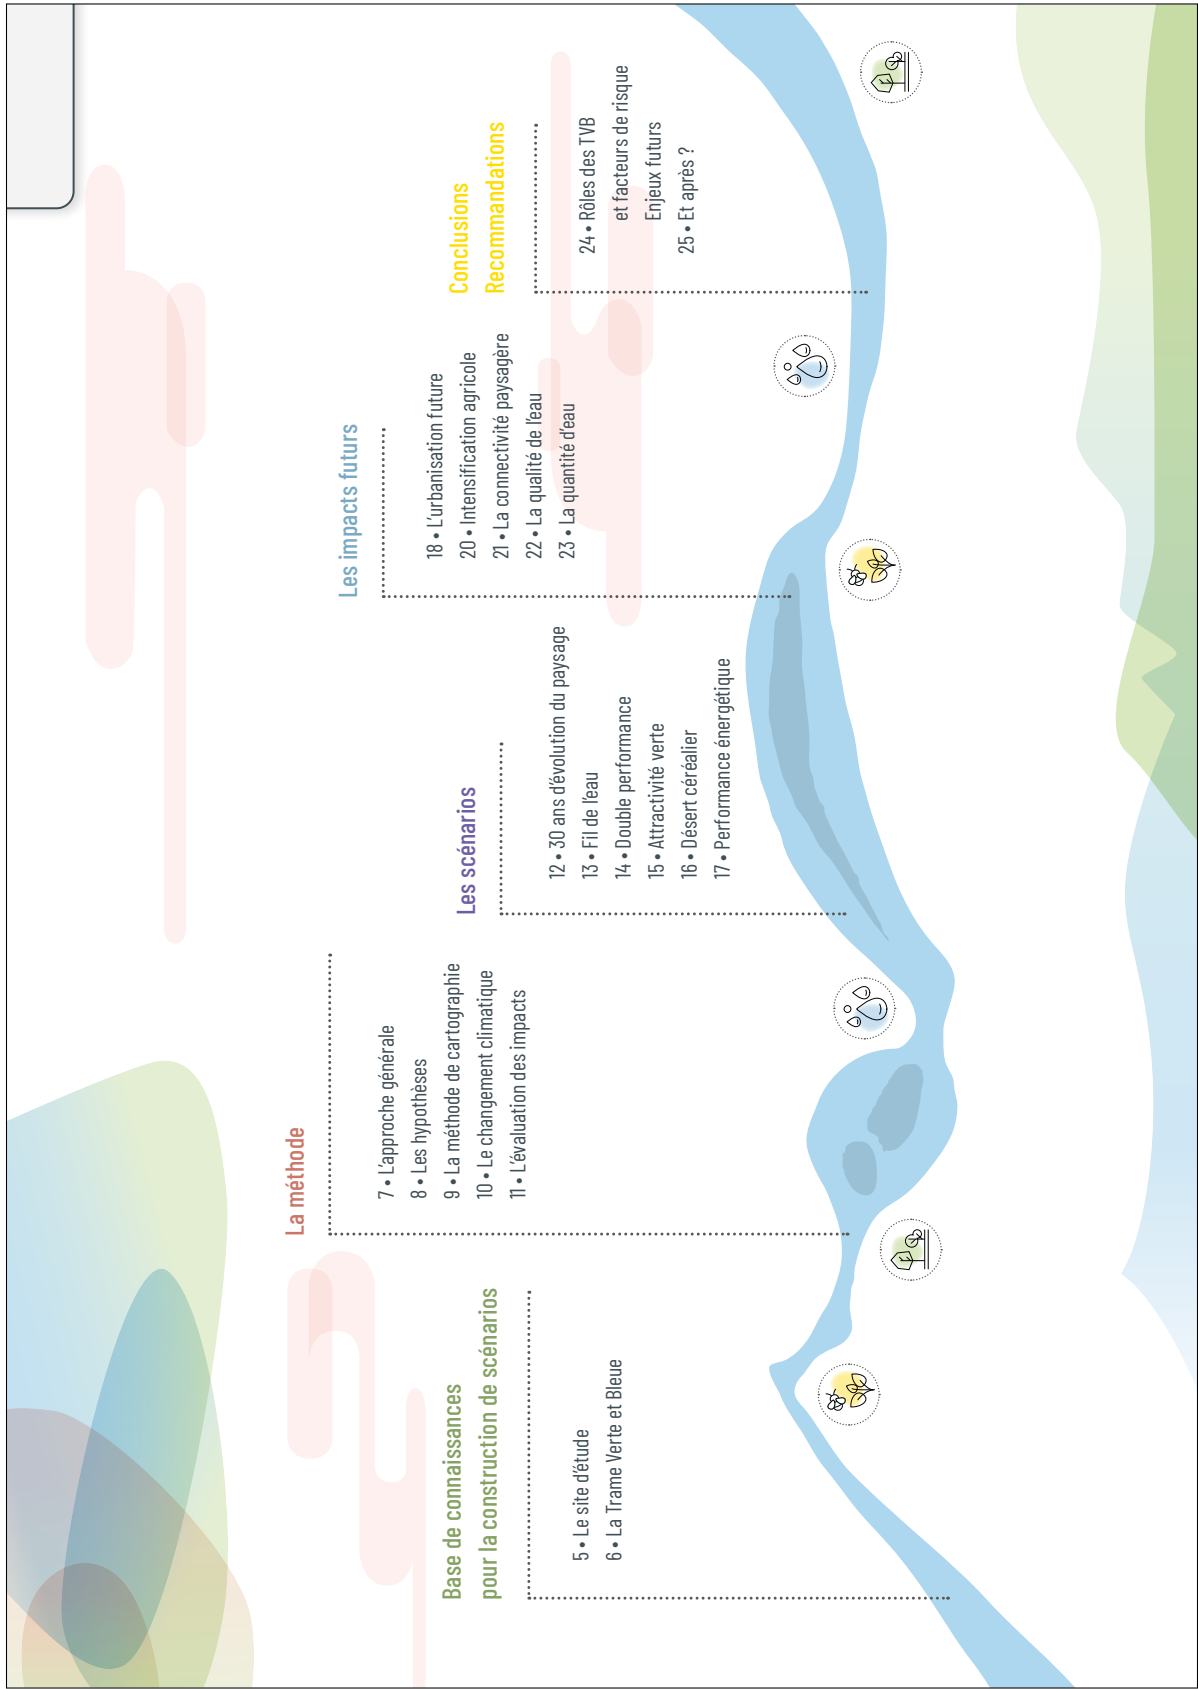 Base de connaissances
pour la construction de scénarios
5 • Le site d'étude
6 • La Trame Verte et Bleue
La méthode
7 • L'approche générale
8 • Les hypothèses
9 • La méthode de cartographie
10 • Le changement climatique
11 • L'évaluation des impacts
Les scénarios
12 • 30 ans d'évolution du paysage
13 • Fil de l'eau
14 • Double performance
15 • Attractivité verte
16 • Désert céréalier
17 • Performance énergétique
Les impacts futurs
18 • L'urbanisation future
20 • Intensification agricole
21 • La connectivité paysagère
22 • La qualité de l'eau
23 • La quantité d'eau
Conclusions
Recommandations
24 • Rôles des TVB
et facteurs de risque
Enjeux futurs
25 • Et après ?